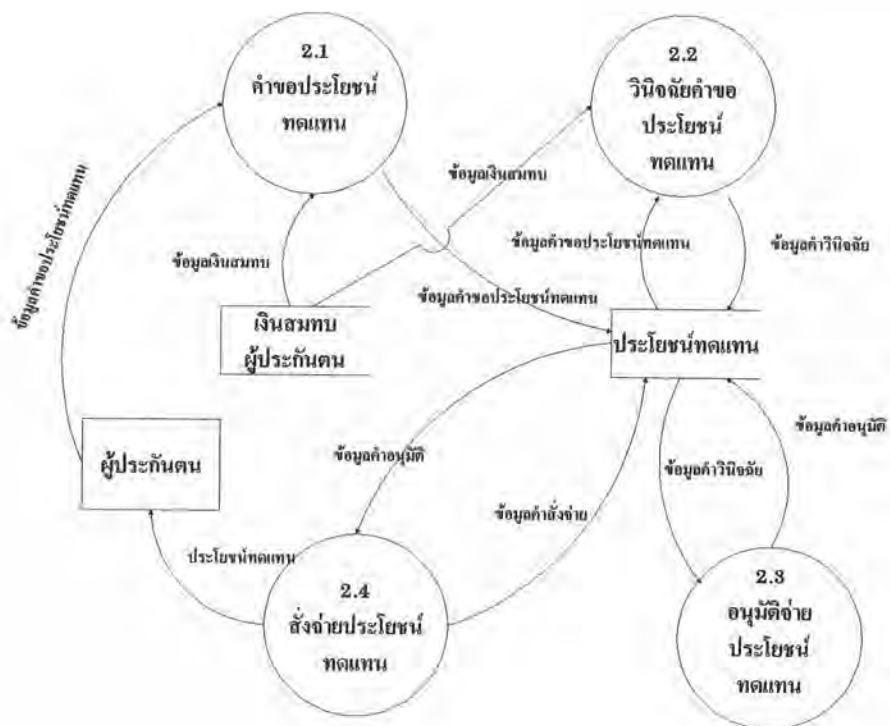 2.1
คำขอประโยชน์
ทดแทน
2.2
วินิจฉัยคำขอ
ประโยชน์
ทดแทน
ข้อมูลเงินสมทบ
ข้อมูลคำขอประโยชน์ทดแทน
ข้อมูลคำขอประโยชน์ทดแทน
ข้อมูลคำวินิจฉัย
ข้อมูลเงินสมทบ
ข้อมูลคำขอประโยชน์ทดแทน
เงินสมทบ
ผู้ประกันตน
ประโยชน์ทดแทน
ผู้ประกันตน
ข้อมูลคำอนุมัติ
ข้อมูลคำอนุมัติ
ข้อมูลคำวินิจฉัย
ข้อมูลคำสั่งจ่าย
ประโยชน์ทดแทน
2.4
สั่งจ่ายประโยชน์
ทดแทน
2.3
อนุมัติจ่าย
ประโยชน์
ทดแทน